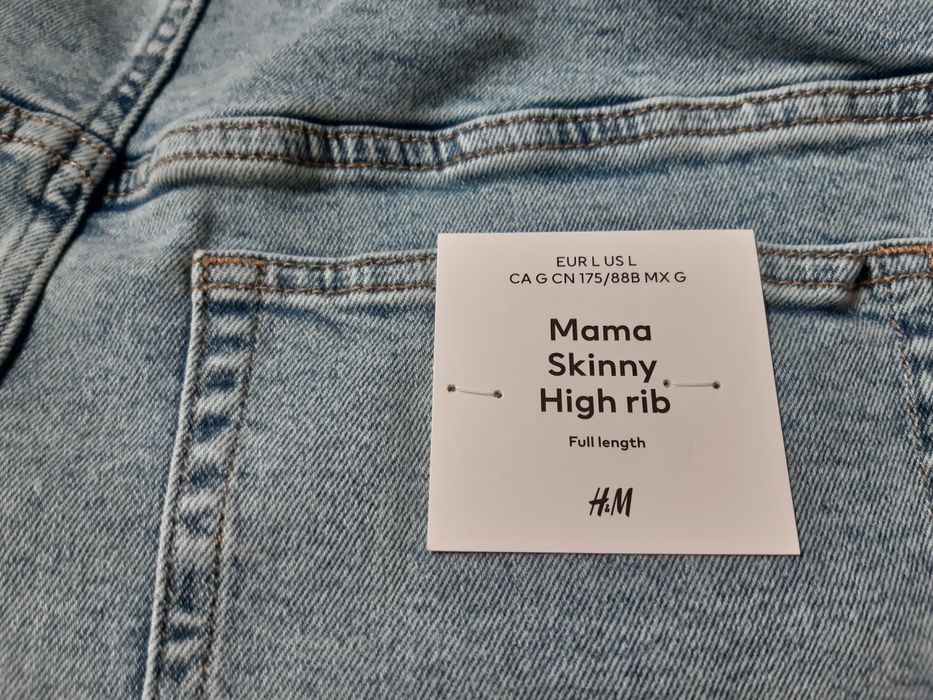 EUR L US L
CA G CN 175/88B MX G
Mama
Skinny
High rib
Full length
H&M